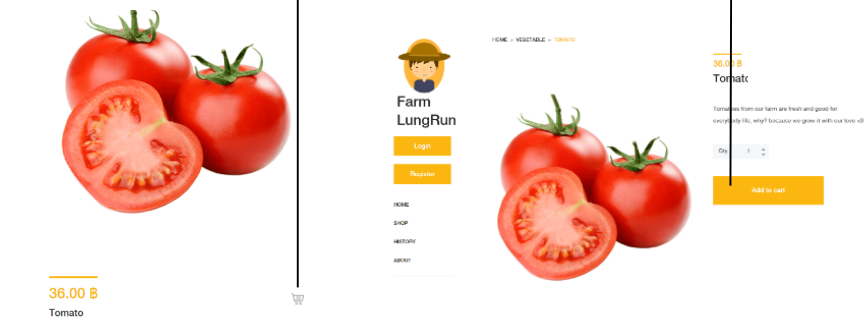 36.00 ฿
Tomato
Farm
LungRun
Login
Register
HOME
SHOP
HISTORY
ABOUT
HOME > VEGETABLE > TOMATO
36.00 ฿
Tomato
Tomatoes from our farm are fresh and good for
everybody life, why? because we grow it with our love <3
Qty 1
Add to cart